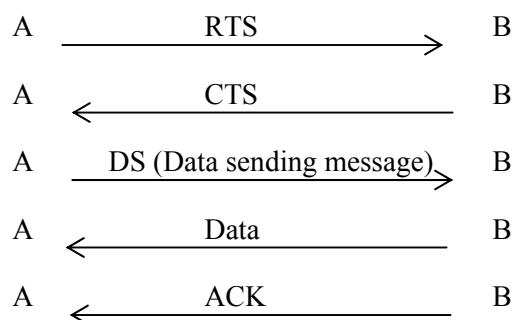 A RTS B
A CTS B
A DS (Data sending message) B
A Data B
A ACK B